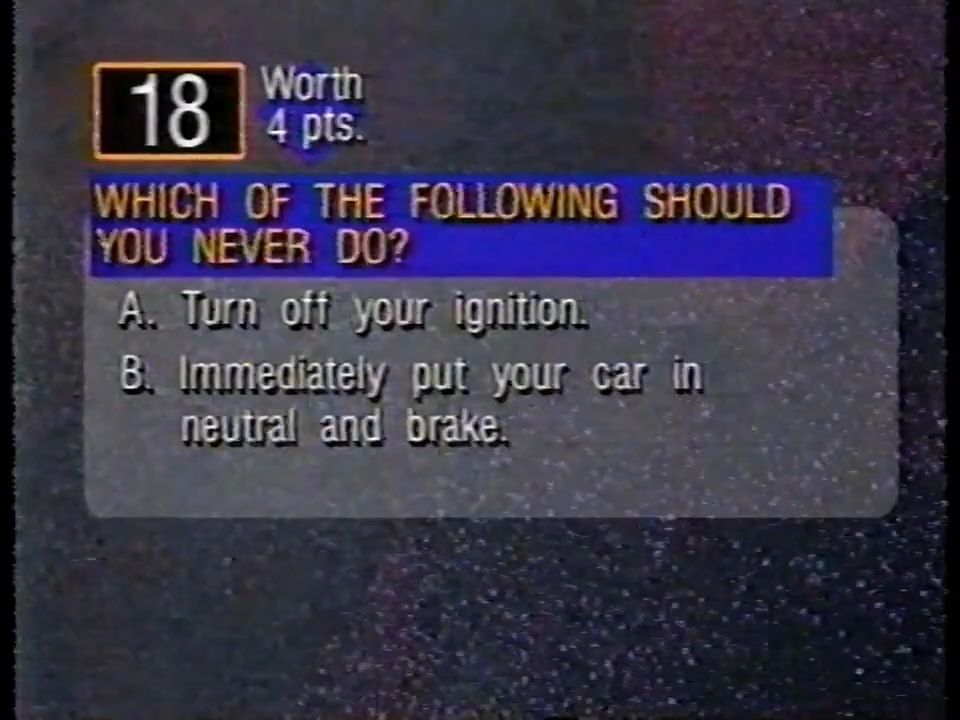 18
Worth
4 pts.
WHICH OF THE FOLLOWING SHOULD
YOU NEVER DO?
A. Turn off your ignition.
B. Immediately put your car in
neutral and brake.